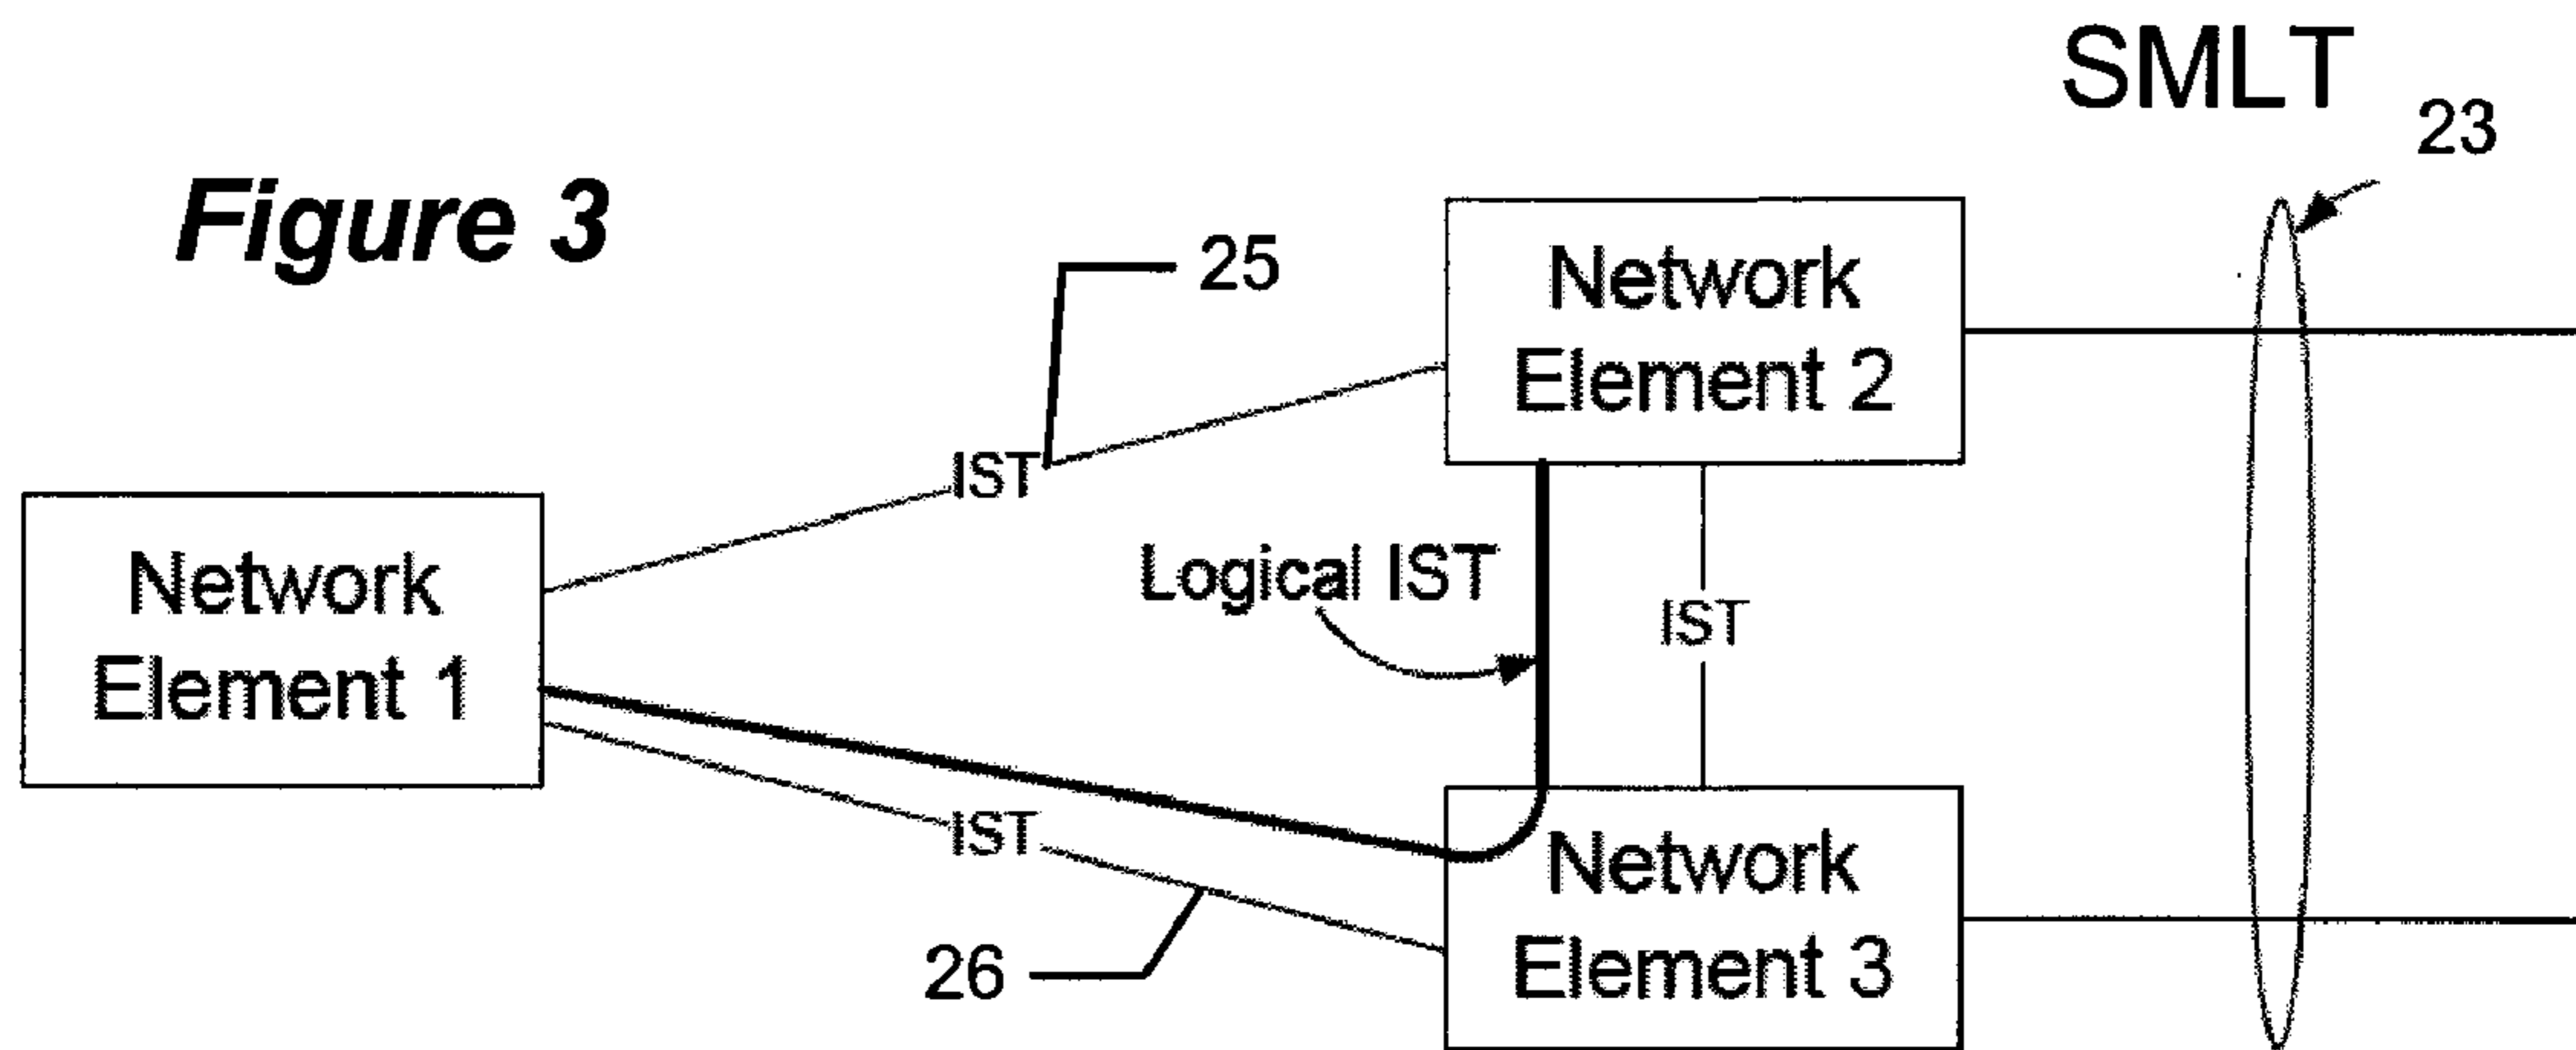 SMLT
23
Figure 3
25
Network
Element 2
IST
Logical IST
IST
Network
Element 1
IST
Network
Element 3
26